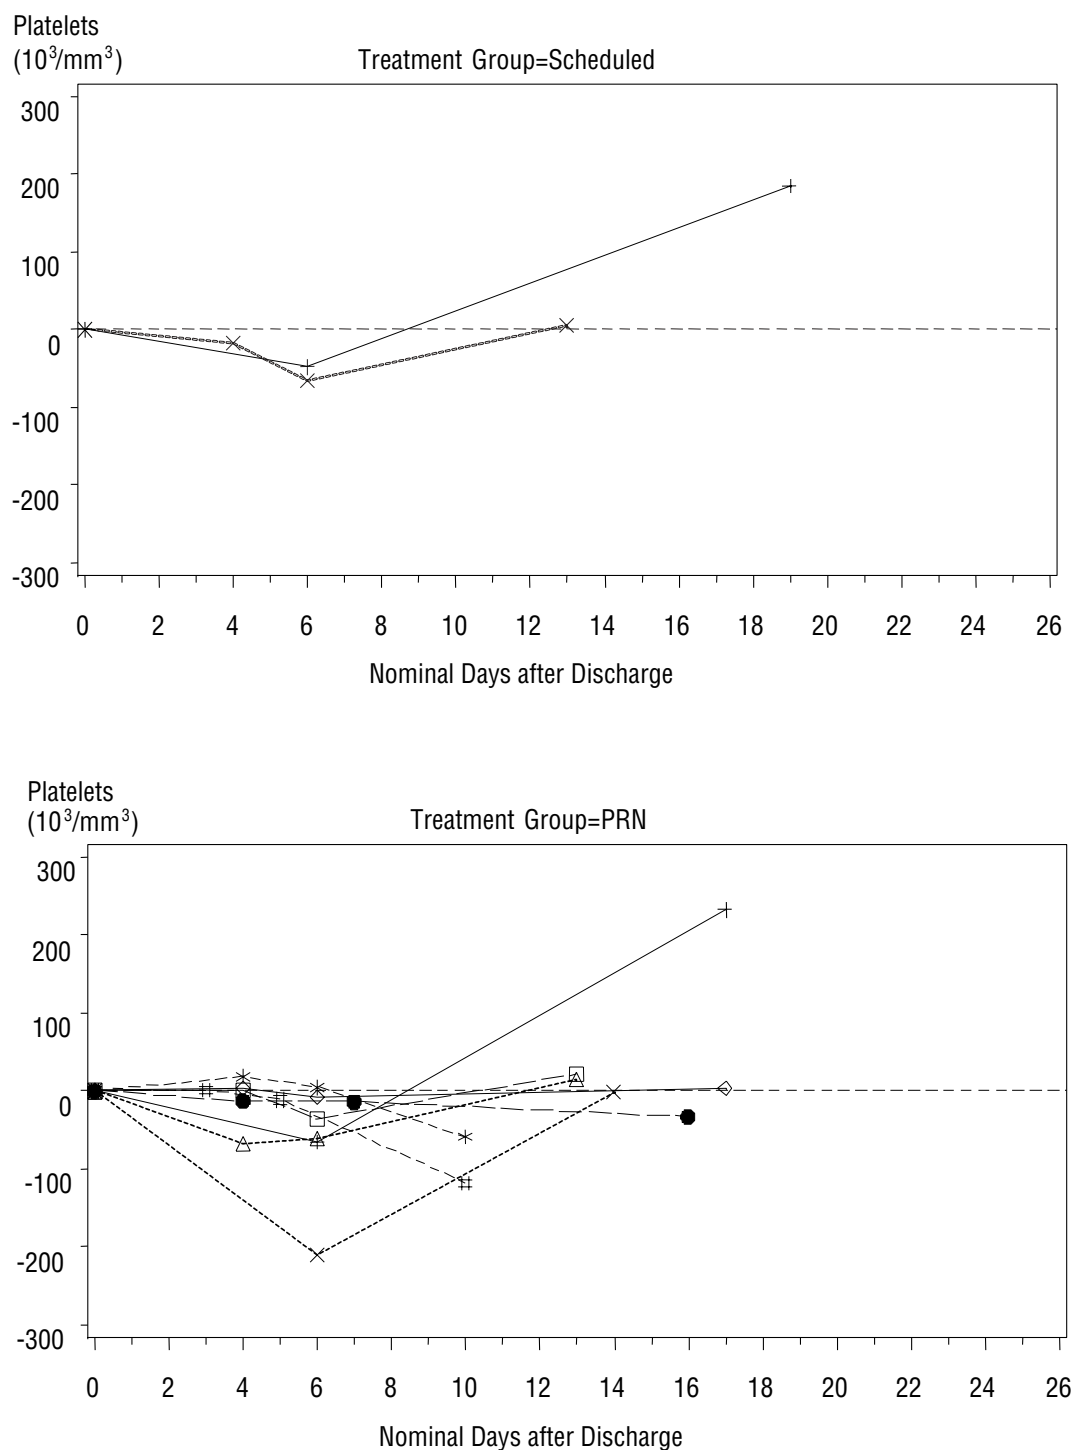 Platelets
(10³/mm³)
Treatment Group=Scheduled
300
200
100
0
-100
-200
-300
0 2 4 6 8 10 12 14 16 18 20 22 24 26
Nominal Days after Discharge
Platelets
(10³/mm³)
Treatment Group=PRN
300
200
100
0
-100
-200
-300
0 2 4 6 8 10 12 14 16 18 20 22 24 26
Nominal Days after Discharge